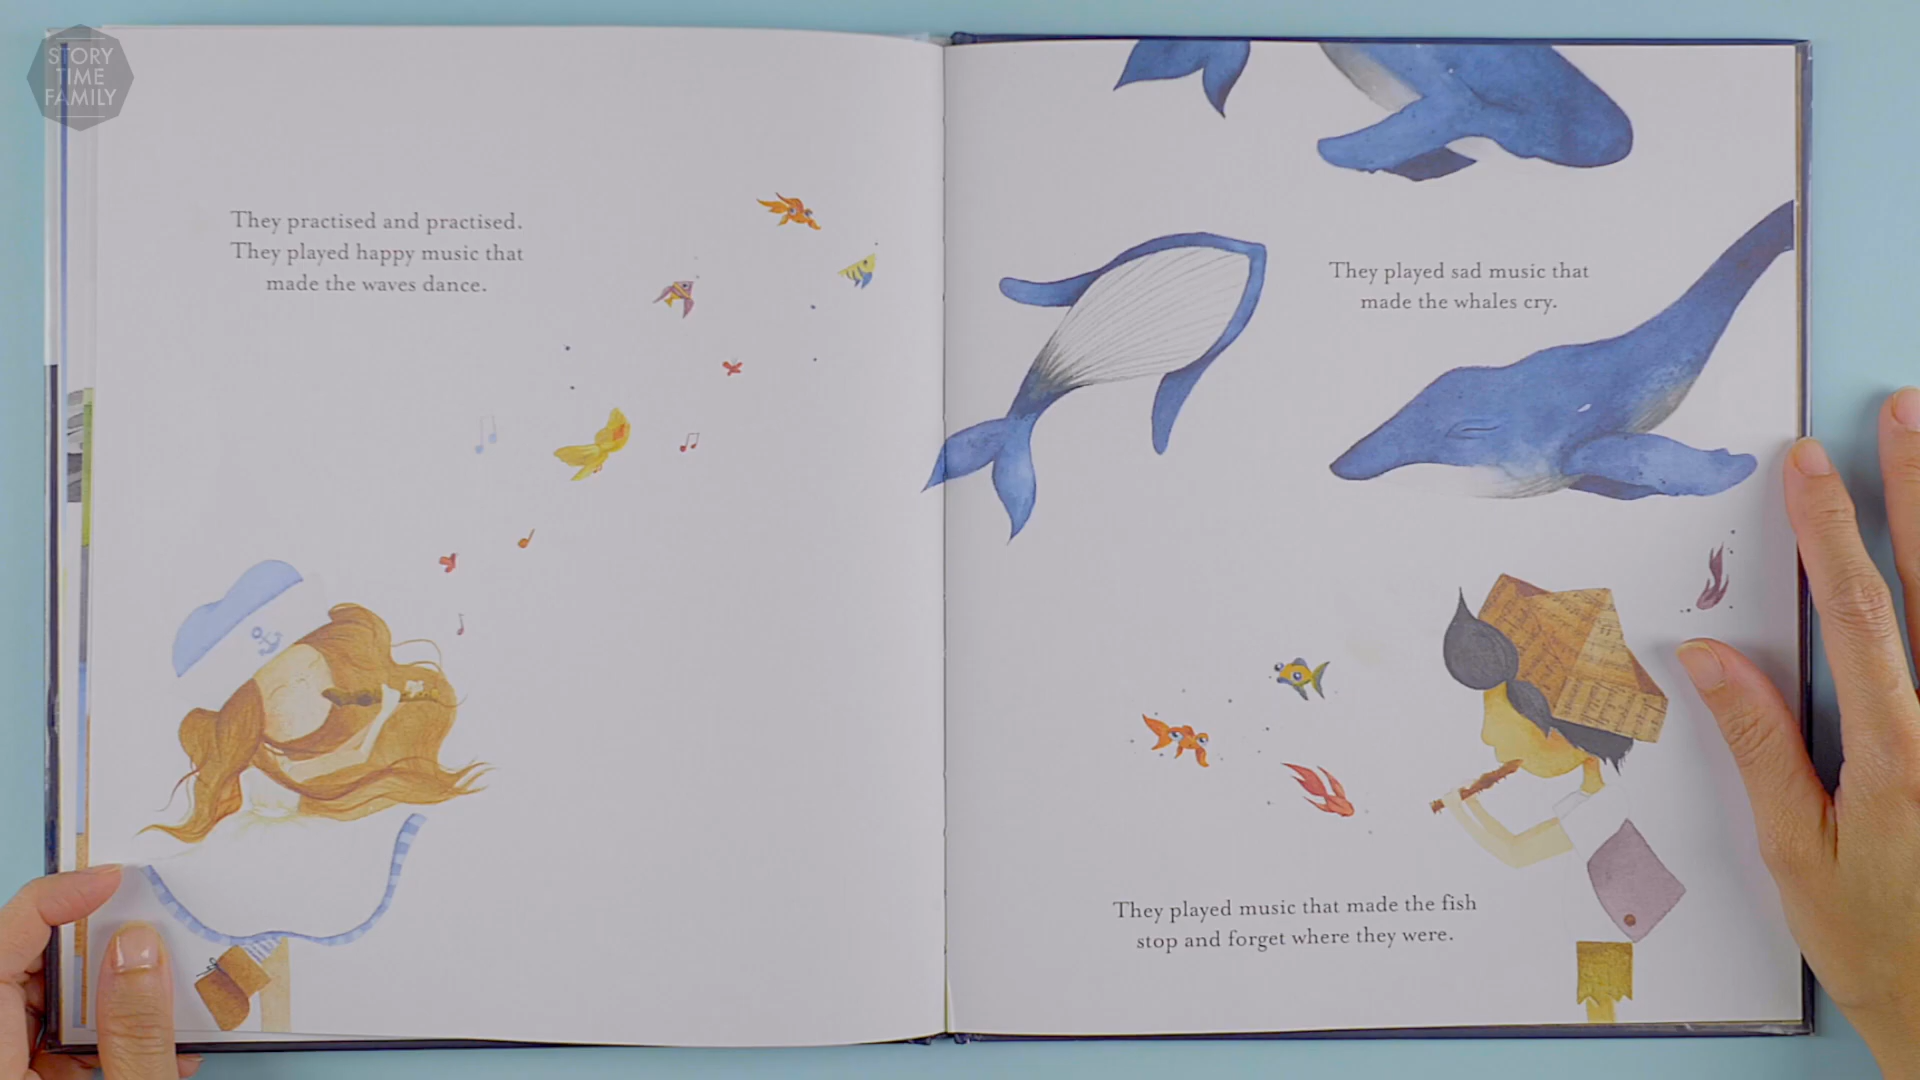 STORY
TIME
FAMILY
They practised and practised.
They played happy music that
made the waves dance.
They played sad music that
made the whales cry.
They played music that made the fish
stop and forget where they were.